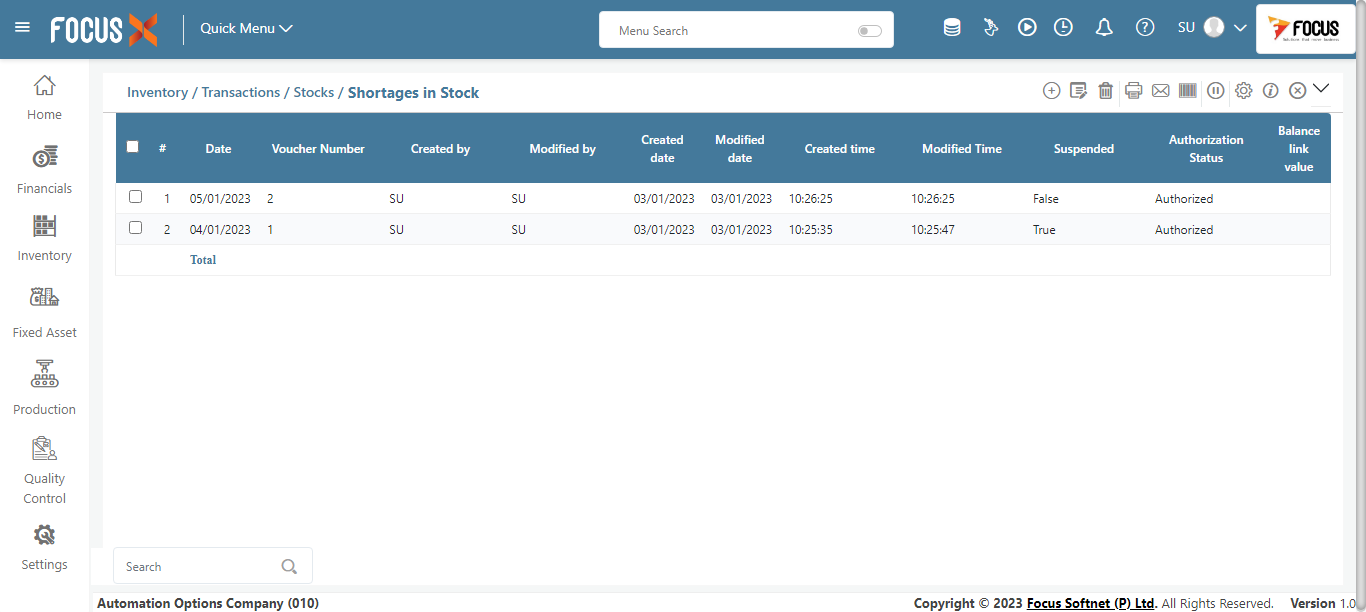 FOCUS X
Quick Menu
Menu Search
SU
FOCUS
Home
Financials
Inventory
Fixed Asset
Production
Quality
Control
Settings
Inventory / Transactions / Stocks / Shortages in Stock
# Date Voucher Number Created by Modified by Created date Modified date Created time Modified Time Suspended Authorization Status Balance link value
1 05/01/2023 2 SU SU 03/01/2023 03/01/2023 10:26:25 10:26:25 False Authorized
2 04/01/2023 1 SU SU 03/01/2023 03/01/2023 10:25:35 10:25:47 True Authorized
Total
Search
Automation Options Company (010)
Copyright © 2023 Focus Softnet (P) Ltd. All Rights Reserved. Version 1.0